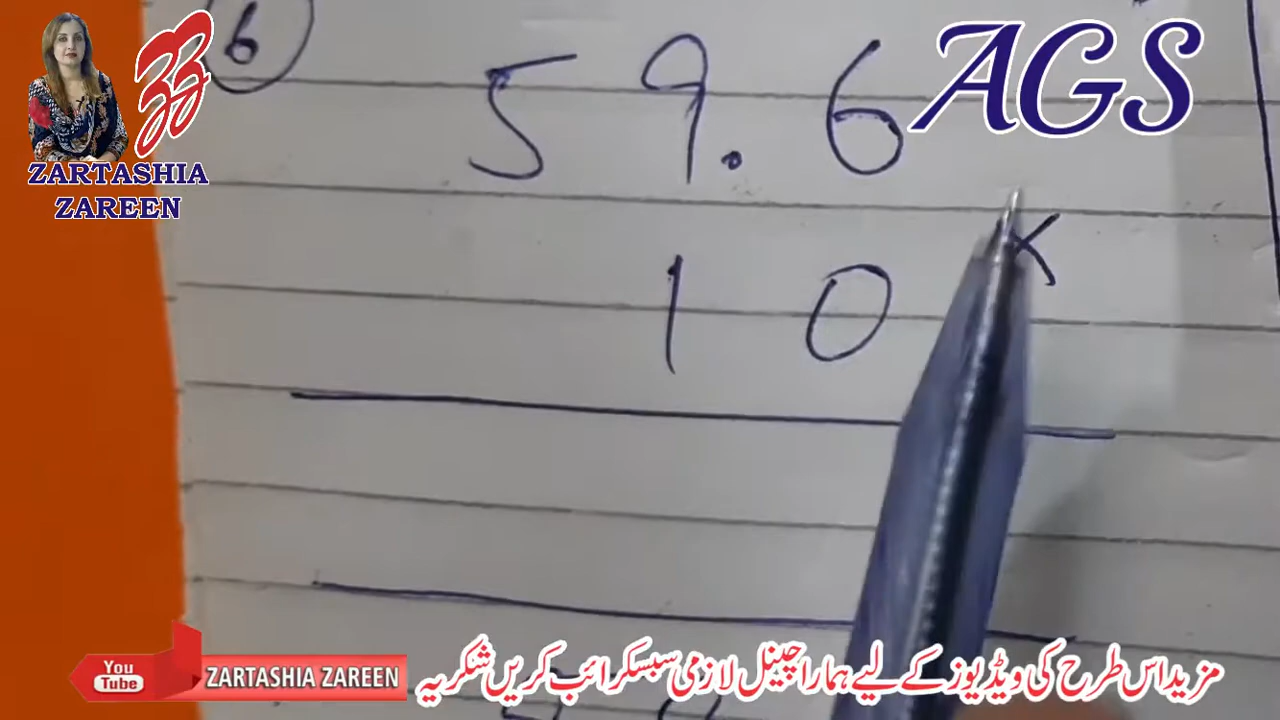 6
59.6
10 ×
AGS
ZARTASHIA
ZAREEN
You
Tube
ZARTASHIA ZAREEN
مزید اس طرح کی ویڈیوز کے لیے ہمارا چینل لازمی سبسکرائب کریں شکریہ